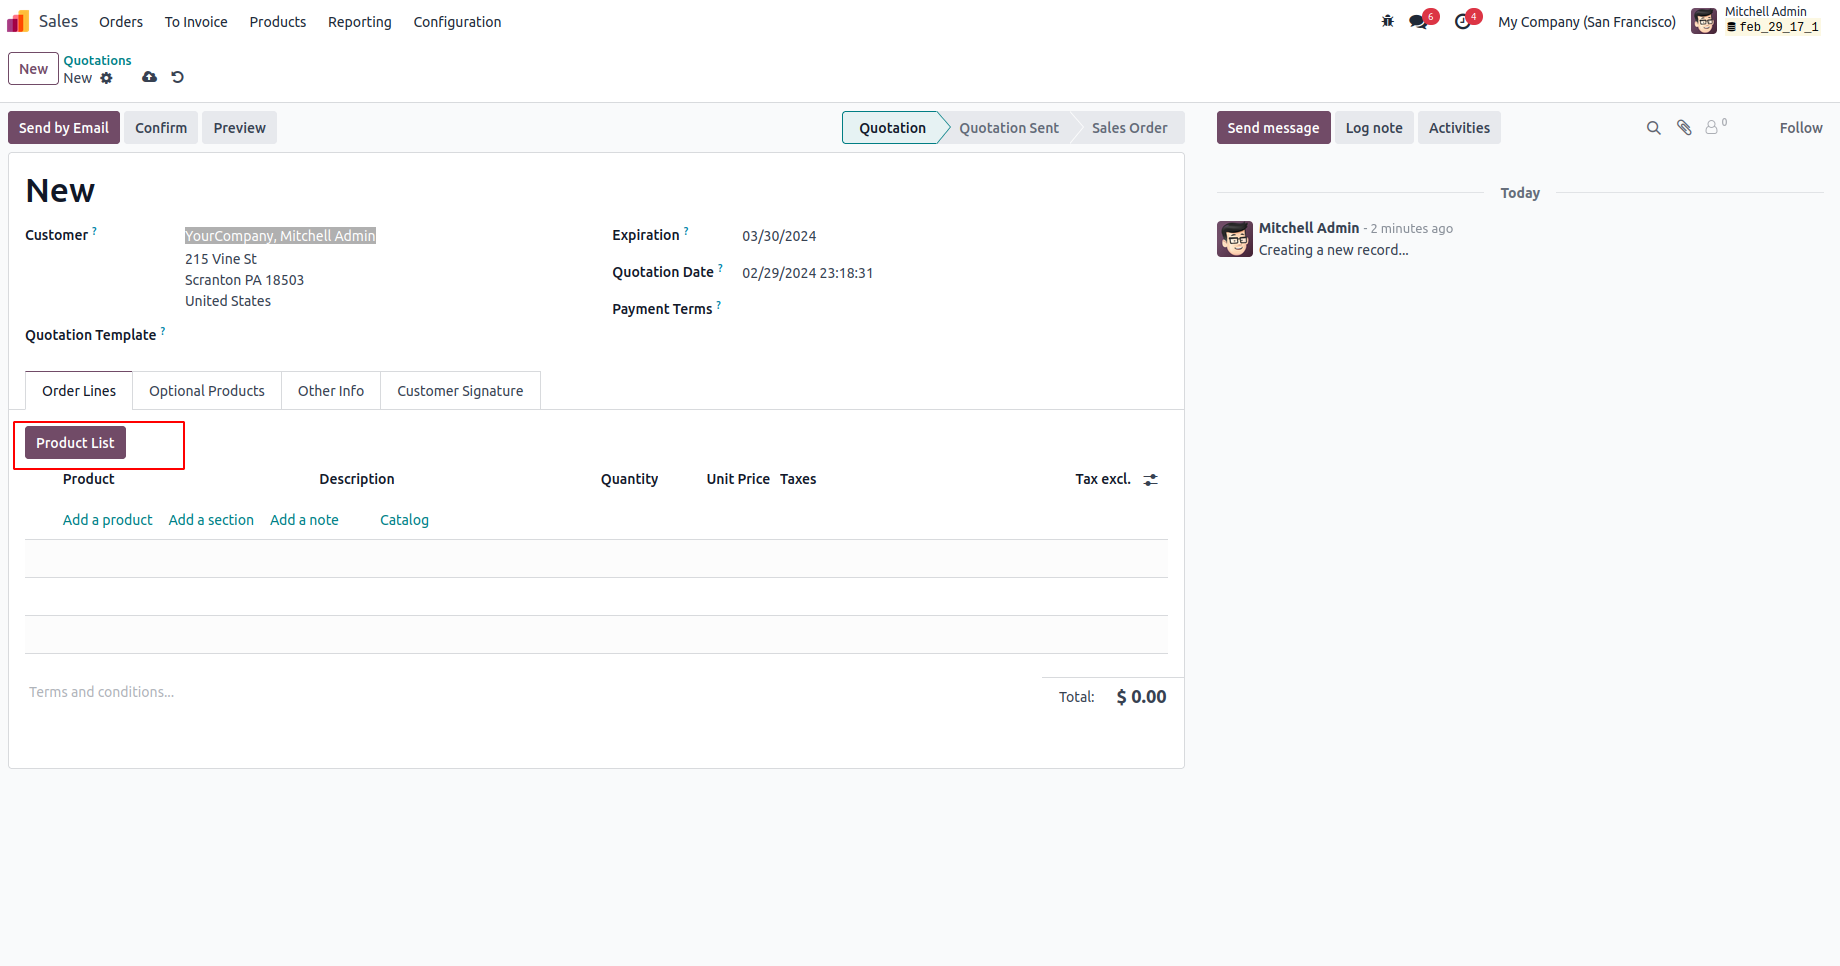 Sales Orders To Invoice Products Reporting Configuration 6 4 My Company (San Francisco) Mitchell Admin
feb_29_17_1
New Quotations
New
Send by Email Confirm Preview Quotation Quotation Sent Sales Order Send message Log note Activities 0 Follow
New
Customer ? YourCompany, Mitchell Admin
215 Vine St
Scranton PA 18503
United States
Quotation Template ?
Expiration ? 03/30/2024
Quotation Date ? 02/29/2024 23:18:31
Payment Terms ?
Order Lines Optional Products Other Info Customer Signature
Product List
Product Description Quantity Unit Price Taxes Tax excl.
Add a product Add a section Add a note Catalog
Terms and conditions...
Total: $ 0.00
Today
Mitchell Admin - 2 minutes ago
Creating a new record...